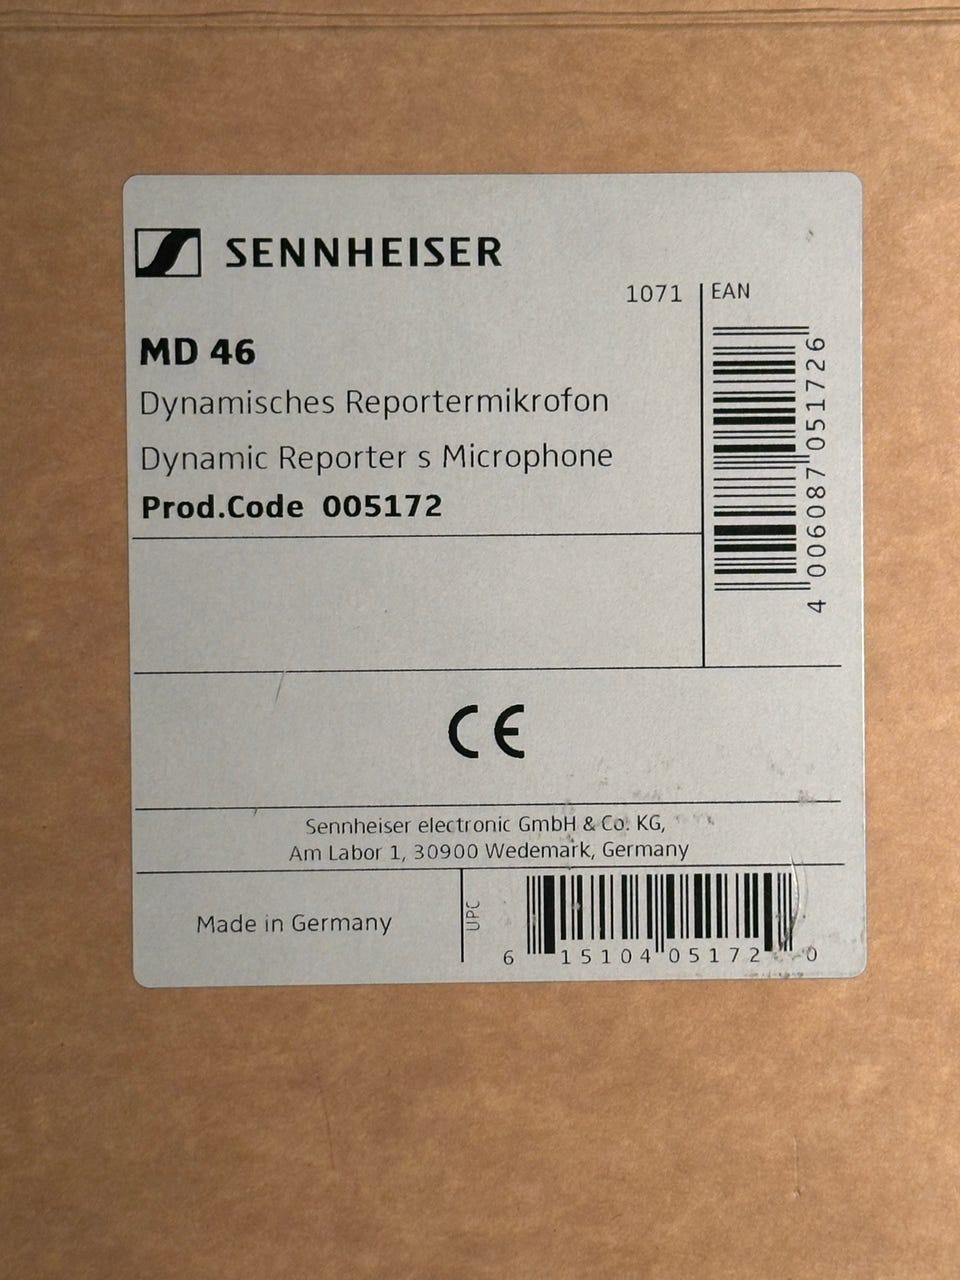 SENNHEISER
1071
EAN
MD 46
Dynamisches Reportermikrofon
Dynamic Reporter s Microphone
Prod.Code 005172
4 006087 051726
CE
Sennheiser electronic GmbH & Co. KG,
Am Labor 1, 30900 Wedemark, Germany
Made in Germany
UPC
6 15104 05172 0